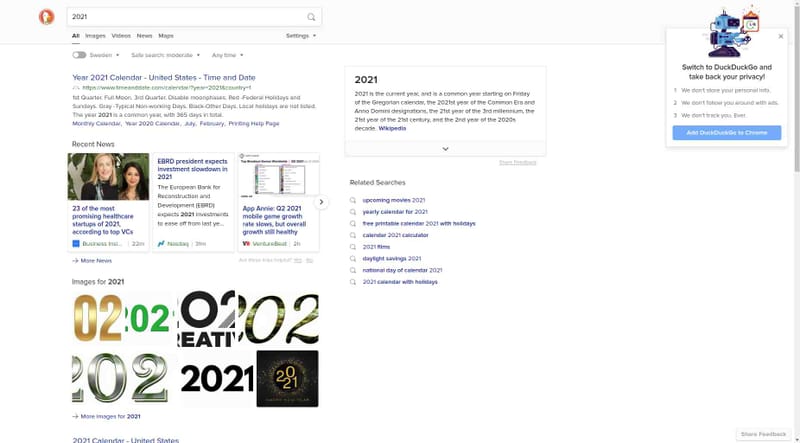 2021
All Images Videos News Maps Settings
Sweden Safe search: moderate Any time
Year 2021 Calendar - United States - Time and Date
https://www.timeanddate.com/calendar/?year=2021&country=1
1st Quarter. Full Moon. 3rd Quarter. Disable moonphases. Red -Federal Holidays and
Sundays. Gray -Typical Non-working Days. Black-Other Days. Local holidays are not listed.
The year 2021 is a common year, with 365 days in total.
Monthly Calendar, Year 2020 Calendar, July, February, Printing Help Page
Recent News
23 of the most
promising healthcare
startups of 2021,
according to top VCs
Business Insi... | 22m
EBRD president expects
investment slowdown in
2021
The European Bank for
Reconstruction and
Development (EBRD)
expects 2021 investments
to ease off from last ye...
Nasdaq | 31m
App Annie: Q2 2021
mobile game growth
rate slows, but overall
growth still healthy
VentureBeat | 2h
More News
Yes No
Images for 2021
02
202
202
CREATIV
202
202
2021
2021
HAPPY NEW YEAR
More Images for 2021
2021 Calendar - United States
2021
2021 is the current year, and is a common year starting on Friday
of the Gregorian calendar, the 2021st year of the Common Era and
Anno Domini designations, the 21st year of the 3rd millennium, the
21st year of the 21st century, and the 2nd year of the 2020s
decade. Wikipedia
Share Feedback
Related Searches
upcoming movies 2021
yearly calendar for 2021
free printable calendar 2021 with holidays
calendar 2021 calculator
2021 films
daylight savings 2021
national day of calendar 2021
2021 calendar with holidays
Switch to DuckDuckGo and
take back your privacy!
1 We don't store your personal info.
2 We don't follow you around with ads.
3 We don't track you. Ever.
Add DuckDuckGo to Chrome
Share Feedback